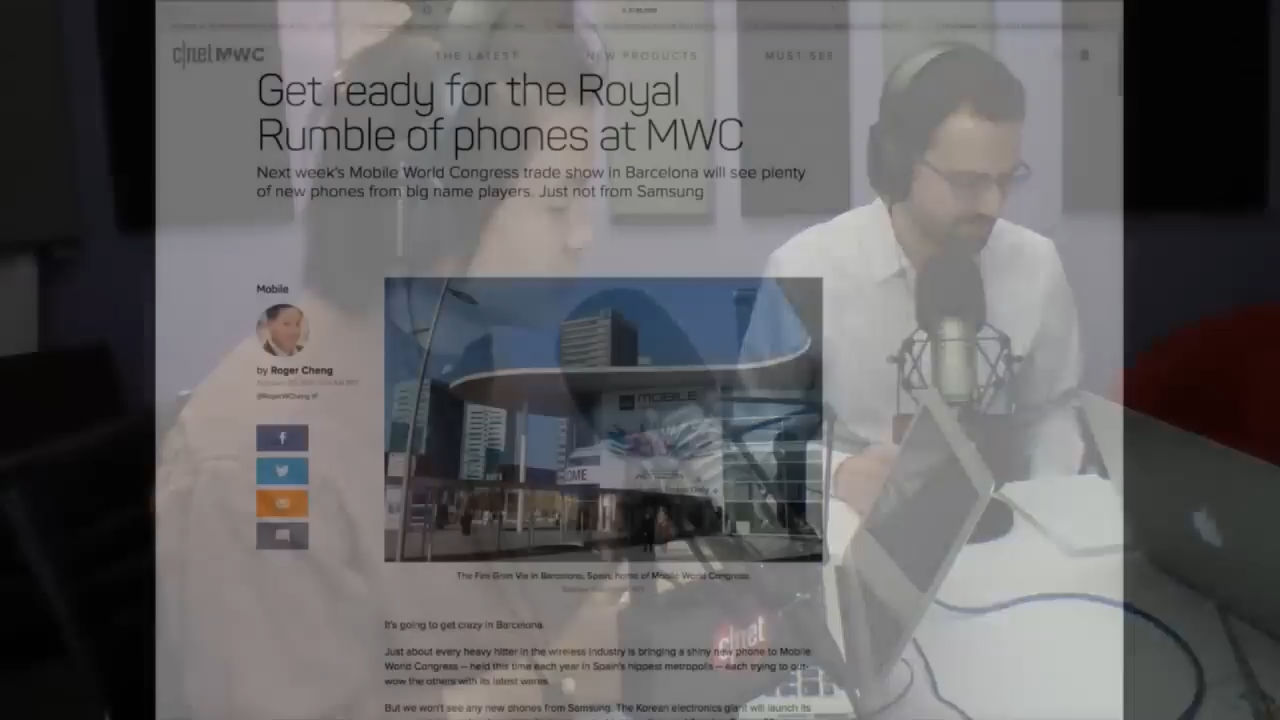 c|net MWC
THE LATEST
NEW PRODUCTS
MUST SEE
Get ready for the Royal
Rumble of phones at MWC
Next week's Mobile World Congress trade show in Barcelona will see plenty
of new phones from big name players. Just not from Samsung
Mobile
by Roger Cheng
@RogerWCheng
MOBILE
HOME
The Fira Gran Via in Barcelona, Spain, home of Mobile World Congress.
It's going to get crazy in Barcelona.
Just about every heavy hitter in the wireless industry is bringing a shiny new phone to Mobile
World Congress -- held this time each year in Spain's hippest metropolis -- each trying to out-
wow the others with its latest wares.
But we won't see any new phones from Samsung. The Korean electronics giant will launch its
c|net